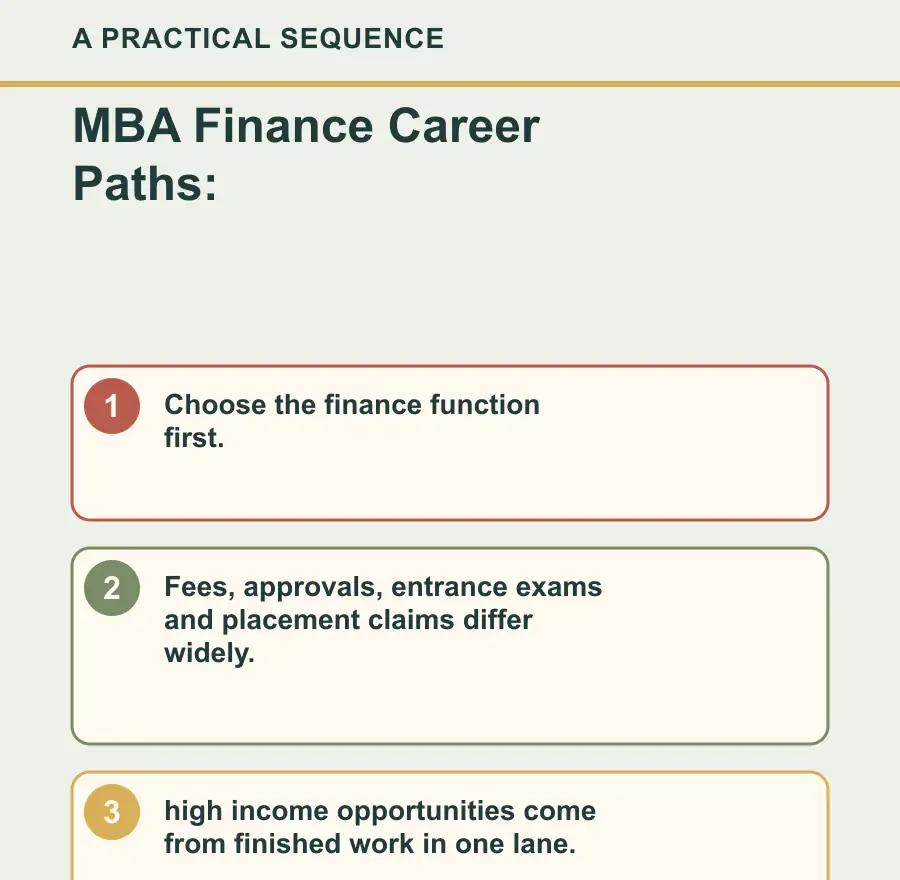 A PRACTICAL SEQUENCE
MBA Finance Career
Paths:
1
Choose the finance function
first.
2
Fees, approvals, entrance exams
and placement claims differ
widely.
3
high income opportunities come
from finished work in one lane.